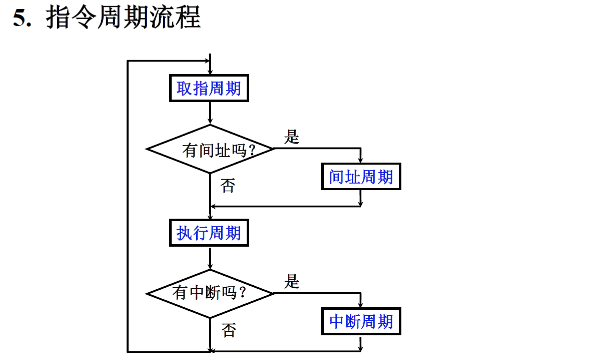 5. 指令周期流程
取指周期
有间址吗?
是
间址周期
否
执行周期
有中断吗?
是
中断周期
否